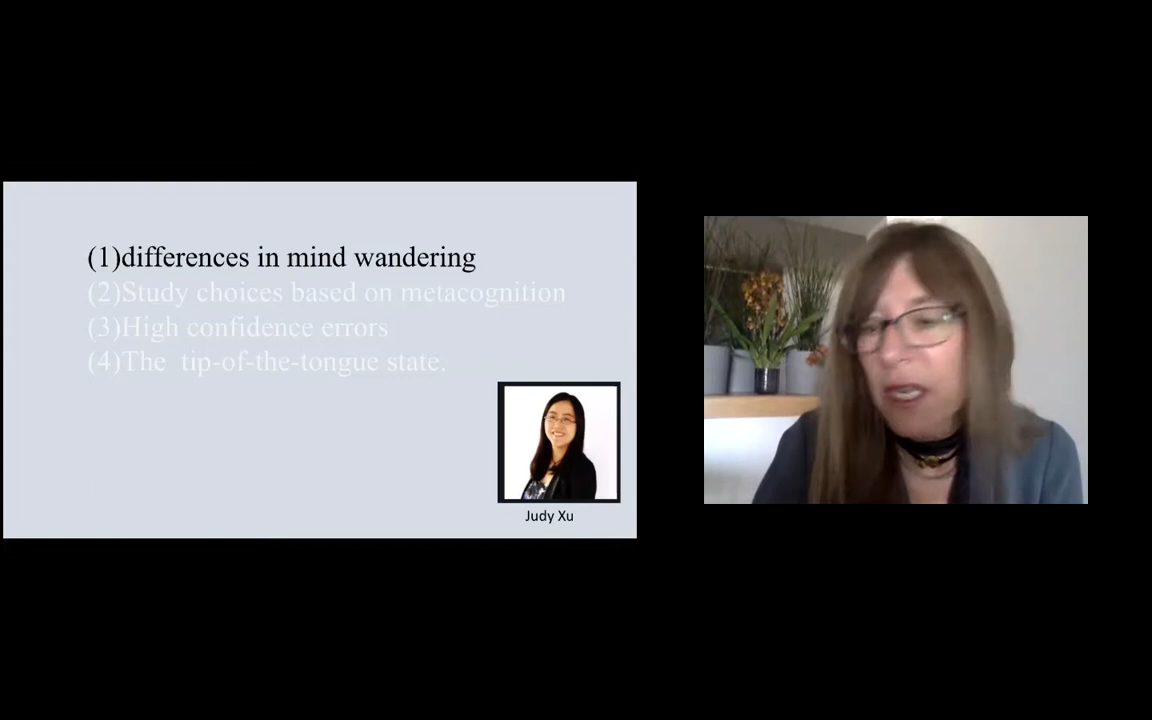 (1)differences in mind wandering
(2)Study choices based on metacognition
(3)High confidence errors
(4)The tip-of-the-tongue state.
Judy Xu